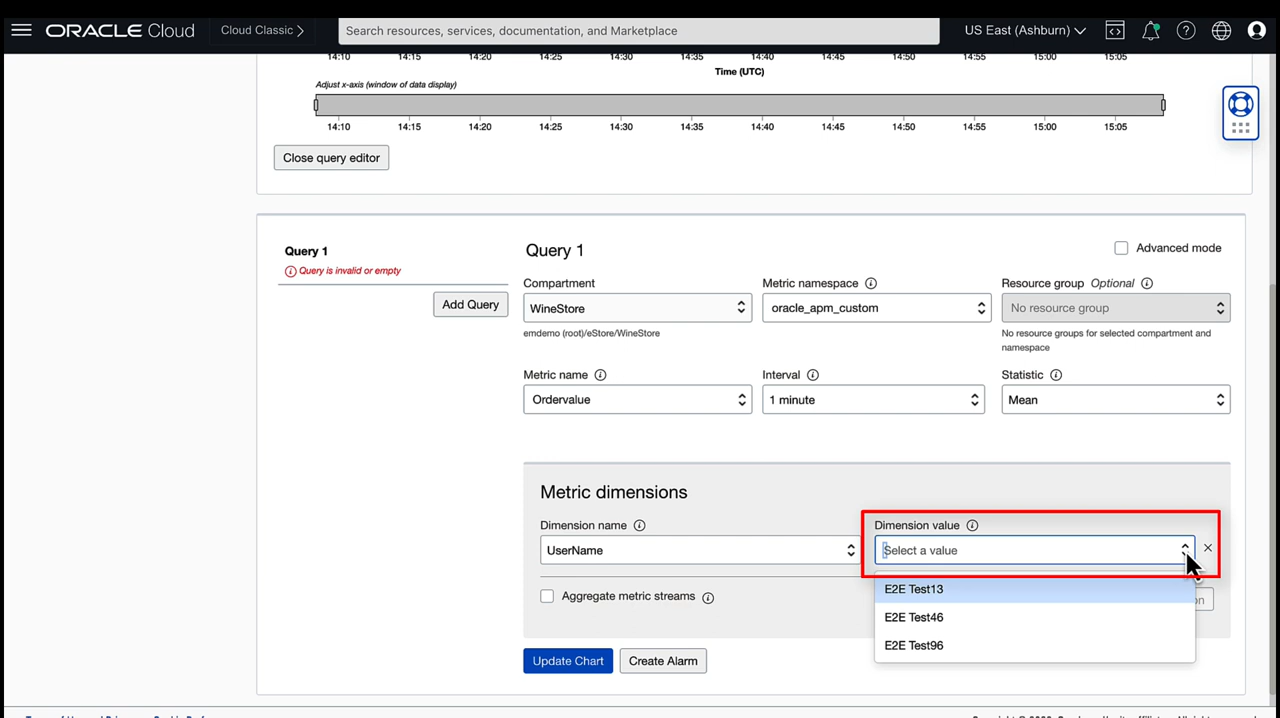 ORACLE Cloud
Cloud Classic
Search resources, services, documentation, and Marketplace
US East (Ashburn)
14:10 14:15 14:20 14:25 14:30 14:35 14:40 14:45 14:50 14:55 15:00 15:05
Time (UTC)
Adjust x-axis (window of data display)
14:10 14:15 14:20 14:25 14:30 14:35 14:40 14:45 14:50 14:55 15:00 15:05
Close query editor
Query 1
Query is invalid or empty
Add Query
Query 1
Advanced mode
Compartment
WineStore
emdemo (root)/eStore/WineStore
Metric namespace
oracle_apm_custom
Resource group Optional
No resource group
No resource groups for selected compartment and
namespace
Metric name
Ordervalue
Interval
1 minute
Statistic
Mean
Metric dimensions
Dimension name
UserName
Dimension value
Select a value
E2E Test13
E2E Test46
E2E Test96
Aggregate metric streams
Update Chart
Create Alarm